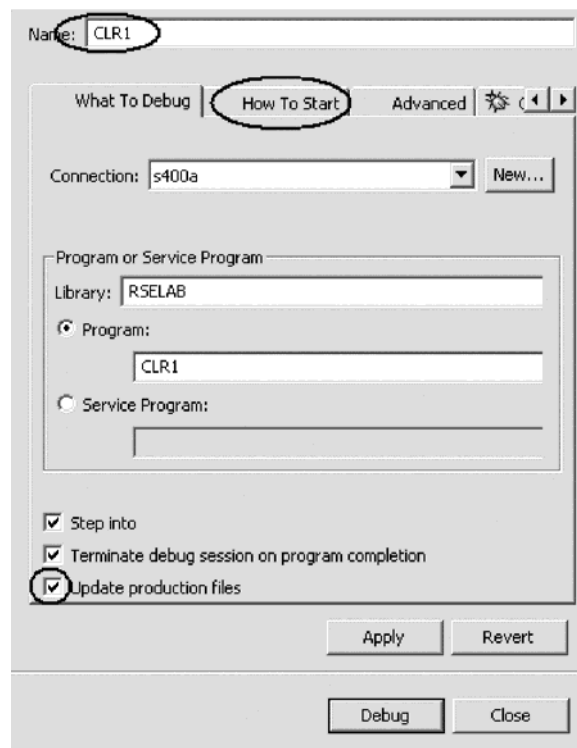 Name: CLR1
What To Debug How To Start Advanced
Connection: s400a New...
Program or Service Program
Library: RSELAB
Program:
CLR1
Service Program:
Step into
Terminate debug session on program completion
Update production files
Apply Revert
Debug Close